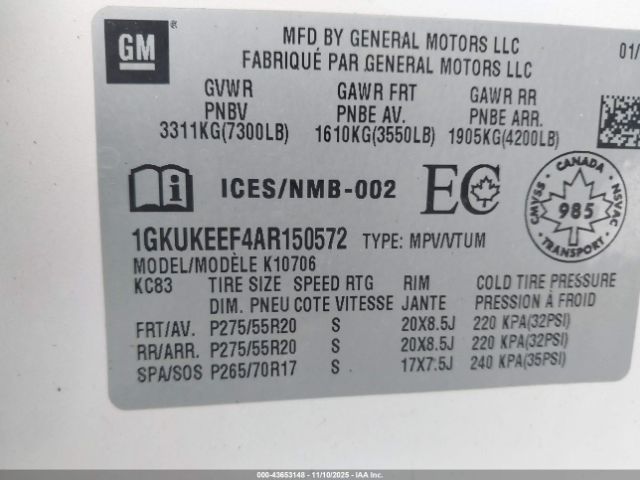 GM
MFD BY GENERAL MOTORS LLC 01/
FABRIQUÉ PAR GENERAL MOTORS LLC
GVWR GAWR FRT GAWR RR
PNBV PNBE AV. PNBE ARR.
3311KG(7300LB) 1610KG(3550LB) 1905KG(4200LB)
ICES/NMB-002 EC CANADA 985 CMVSS NSVAC
1GKUKEEF4AR150572 TYPE: MPV/VTUM
MODEL/MODÈLE K10706
KC83 TIRE SIZE SPEED RTG RIM COLD TIRE PRESSURE
DIM. PNEU COTE VITESSE JANTE PRESSION À FROID
FRT/AV. P275/55R20 S 20X8.5J 220 KPA(32PSI)
RR/ARR. P275/55R20 S 20X8.5J 220 KPA(32PSI)
SPA/SOS P265/70R17 S 17X7.5J 240 KPA(35PSI)
000-43653148 - 11/10/2025 - IAA Inc.